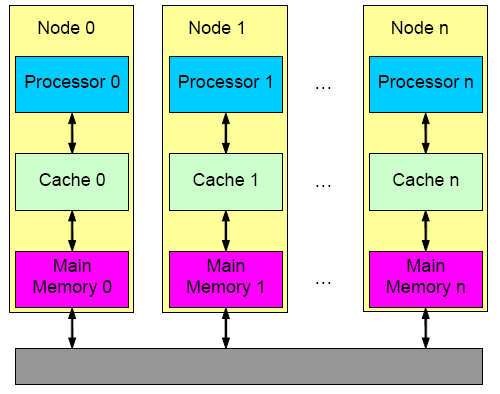 Node 0
Node 1
Node n
Processor 0
Processor 1
...
Processor n
Cache 0
Cache 1
...
Cache n
Main
Memory 0
Main
Memory 1
...
Main
Memory n